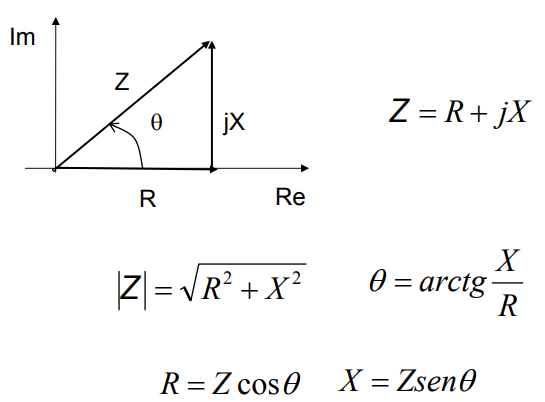 Im
Z
θ
jX
Z = R + jX
R
Re
|Z| = √(R² + X²)
θ = arctg X/R
R = Z cosθ
X = Zsenθ